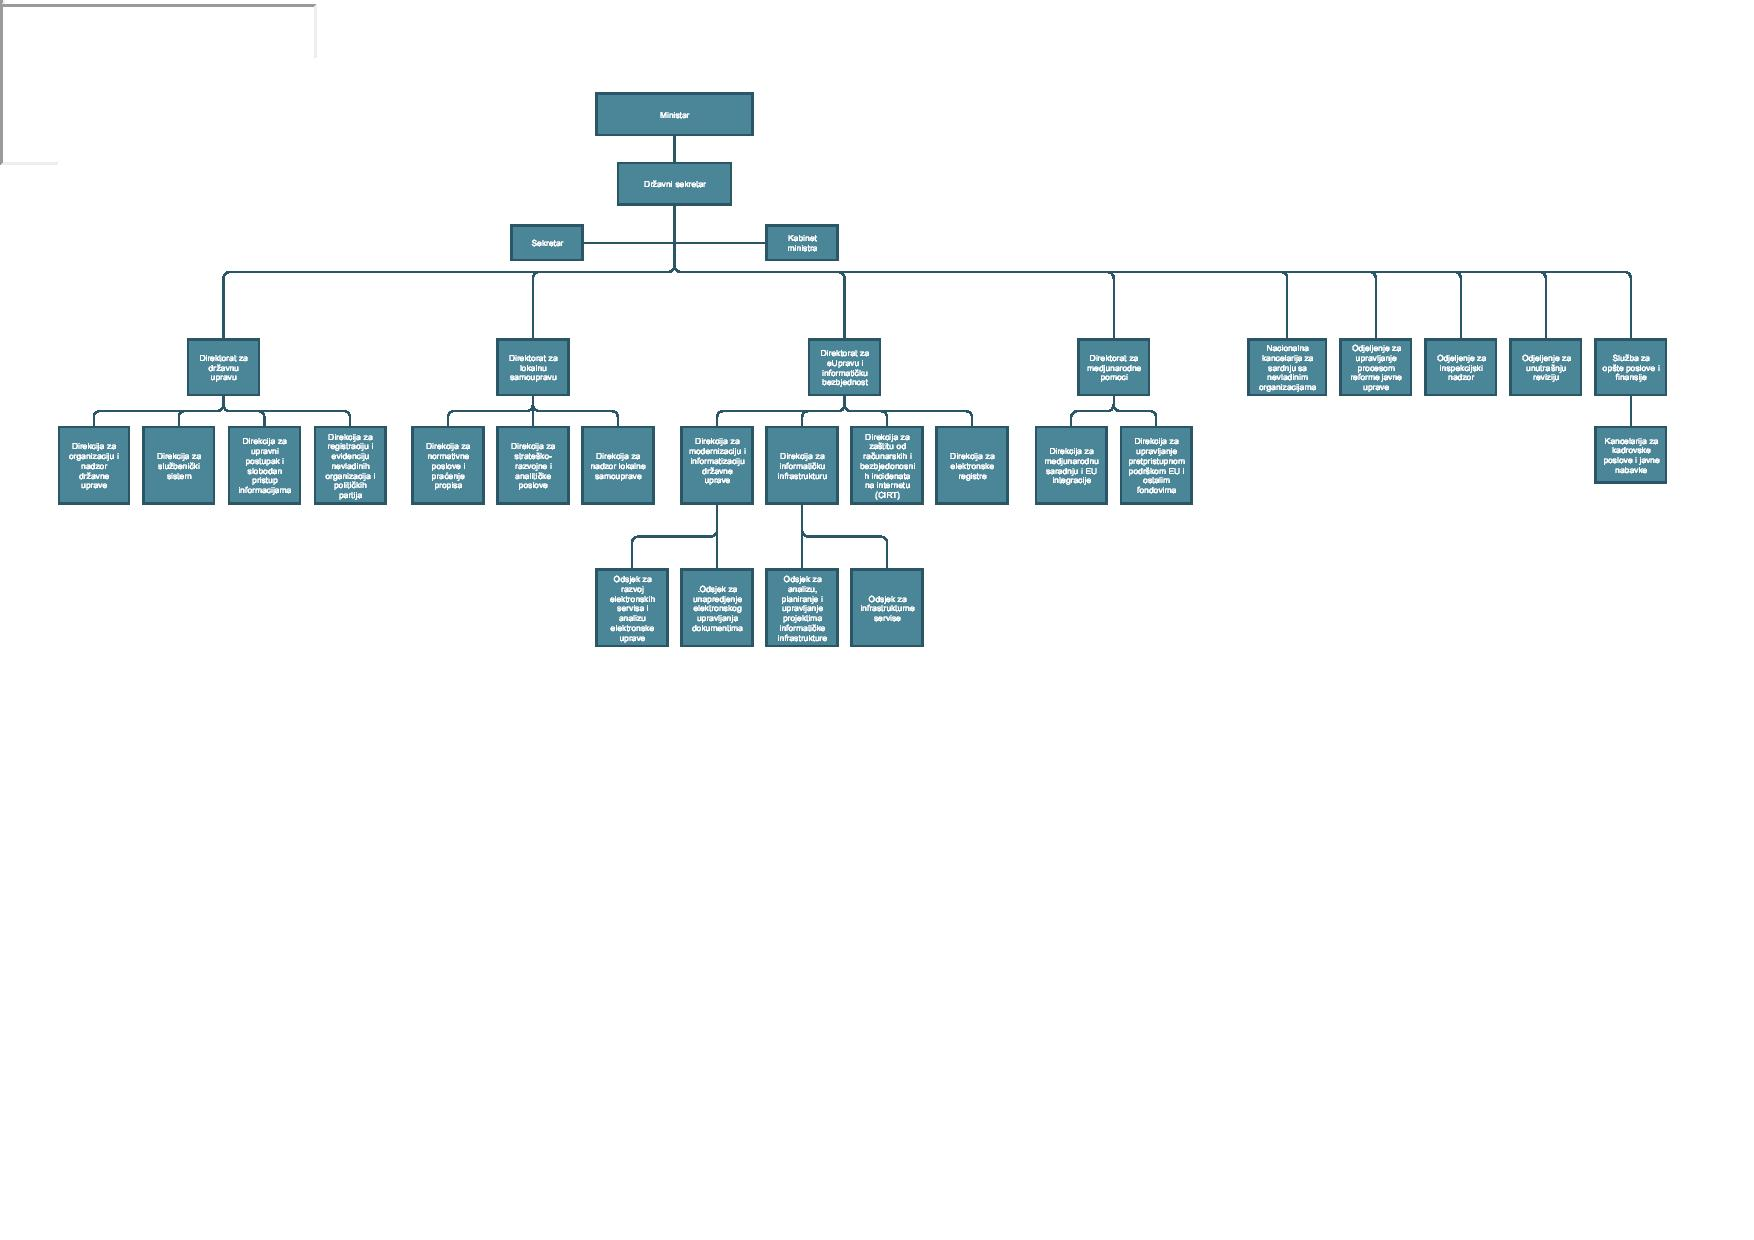 Ministar
Državni sekretar
Sekretar
Kabinet
ministra
Direktorat za
državnu
upravu
Direktorat za
lokalnu
samoupravu
Direktorat za
eUpravu i
informatičku
bezbjednost
Direktorat za
medjunarodne
pomoci
Nacionalna
kancelarija za
sardnju sa
nevladinim
organizacijama
Odjeljenje za
upravljanje
procesom
reforme javne
uprave
Odjeljenje za
inspekcijski
nadzor
Odjeljenje za
unutrašnju
reviziju
Služba za
opšte poslove i
finansije
Direkcija za
organizaciju i
nadzor
državne
uprave
Direkcija za
službenički
sistem
Direkcija za
upravni
postupak i
slobodan
pristup
informacijama
Direkcija za
registraciju i
evidenciju
nevladinih
organizacija i
političkih
partija
Direkcija za
normativne
poslove i
praćenje
propisa
Direkcija za
strateško-
razvojne i
analitičke
poslove
Direkcija za
nadzor lokalne
samouprave
Direkcija za
modernizaciju i
informatizaciju
državne
uprave
Direkcija za
informatičku
infrastrukturu
Direkcija za
zaštitu od
računarskih i
bezbjedonosni
h incidenata
na internetu
(CIRT)
Direkcija za
elektronske
registre
Direkcija za
medjunarodnu
saradnju i EU
integracije
Direkcija za
upravljanje
pretpristupnom
podrškom EU i
ostalim
fondovima
Kancelarija za
kadrovske
poslove i javne
nabavke
Odsjek za
razvoj
elektronskih
servisa i
analizu
elektronske
uprave
.Odsjek za
unapredjenje
elektronskog
upravljanja
dokumentima
Odsjek za
analizu,
planiranje i
upravljanje
projektima
informatičke
infrastrukture
Odsjek za
infrastrukturne
servise